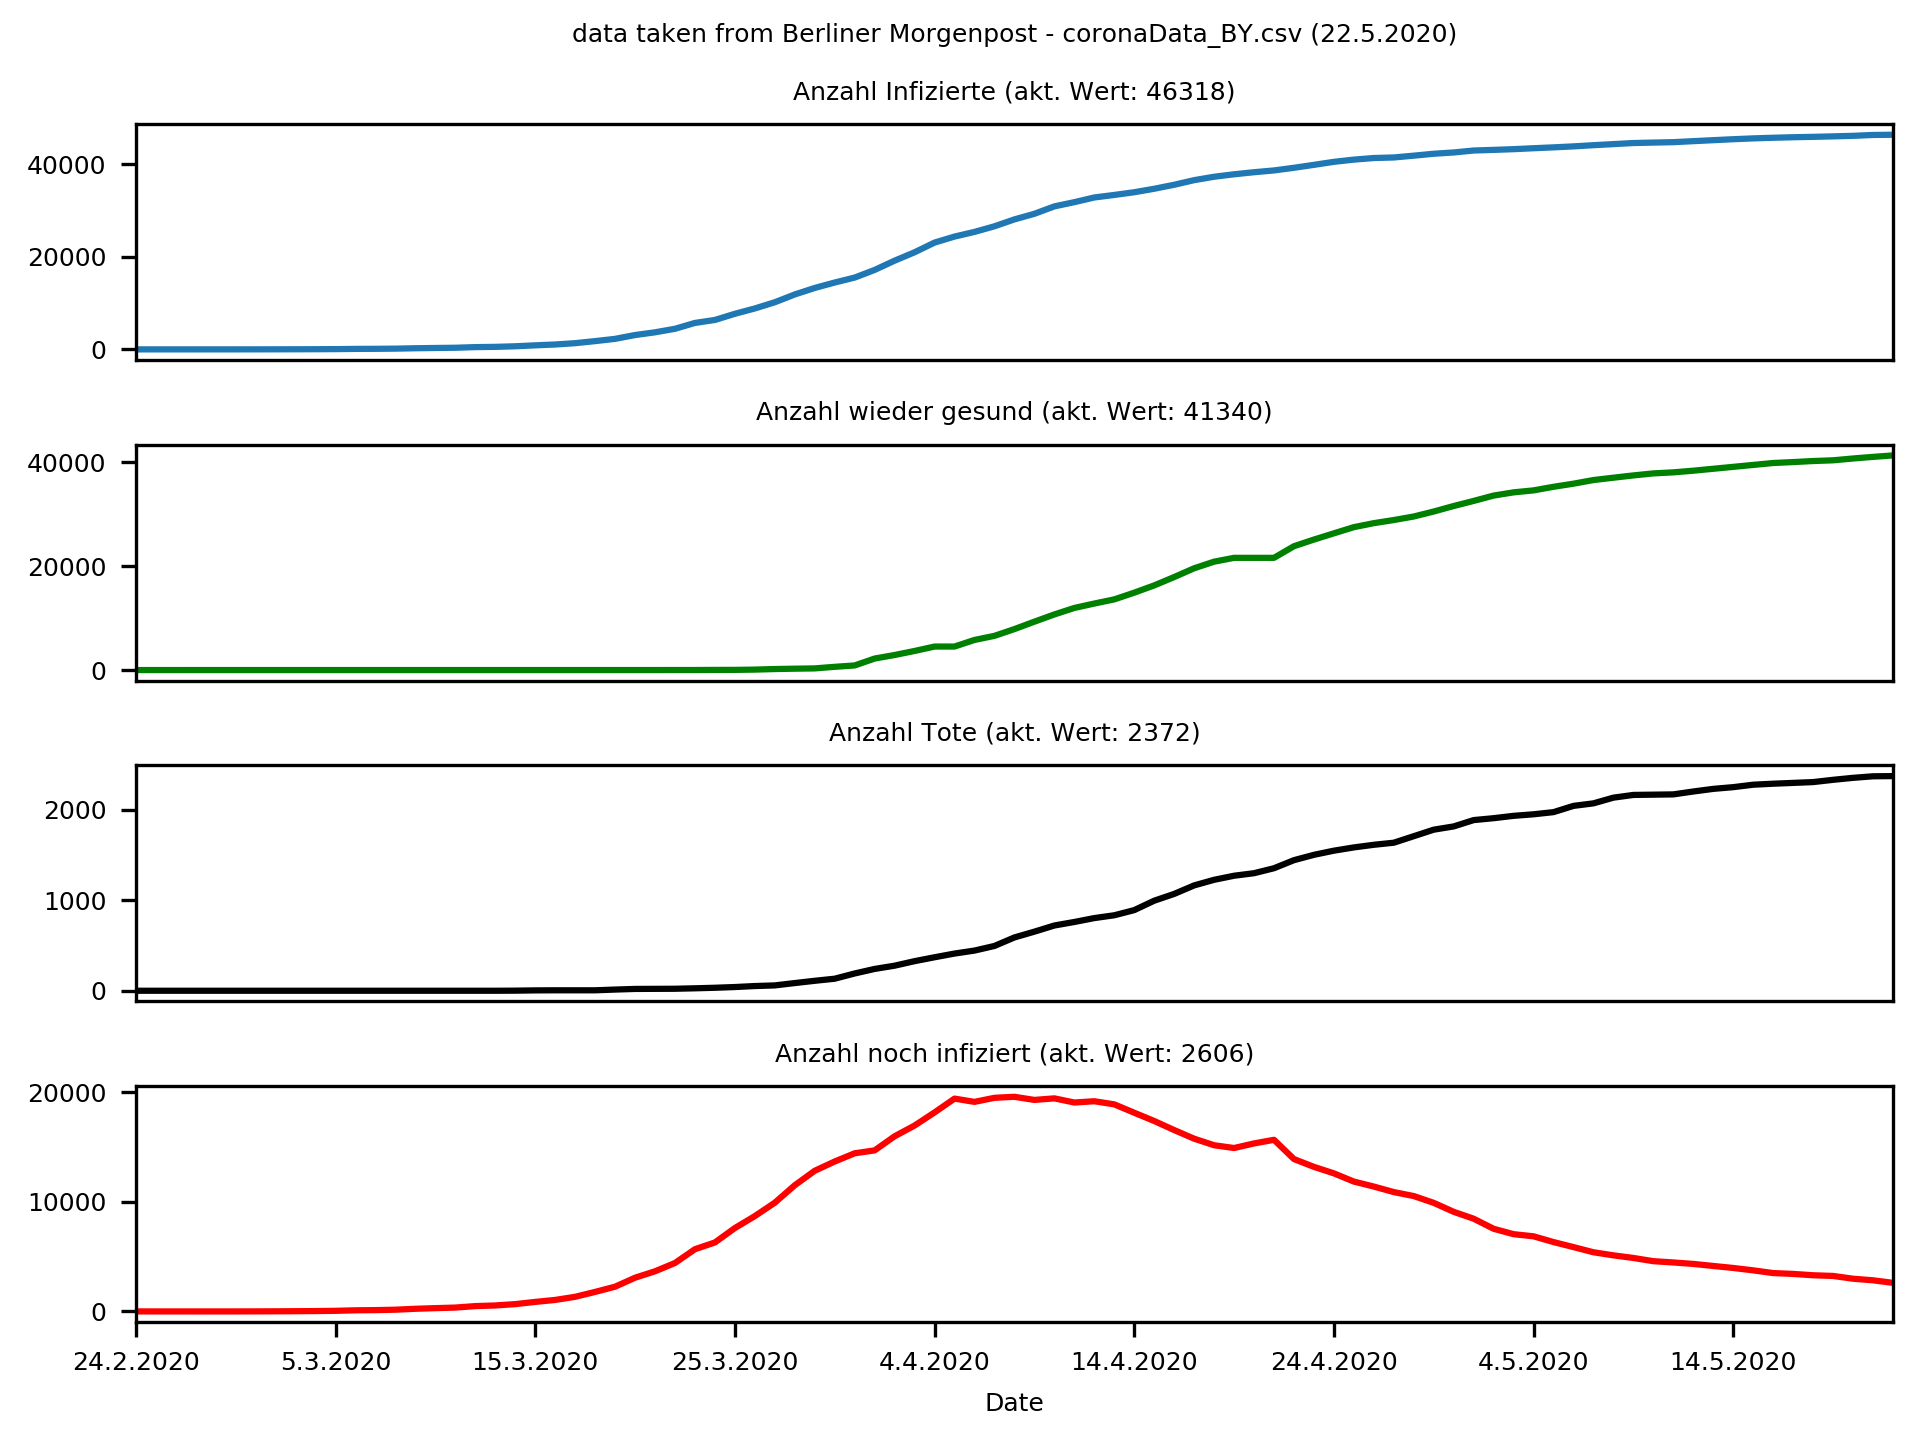 data taken from Berliner Morgenpost - coronaData_BY.csv (22.5.2020)
Anzahl Infizierte (akt. Wert: 46318)
40000
20000
0
Anzahl wieder gesund (akt. Wert: 41340)
40000
20000
0
Anzahl Tote (akt. Wert: 2372)
2000
1000
0
Anzahl noch infiziert (akt. Wert: 2606)
20000
10000
0
24.2.2020 5.3.2020 15.3.2020 25.3.2020 4.4.2020 14.4.2020 24.4.2020 4.5.2020 14.5.2020
Date